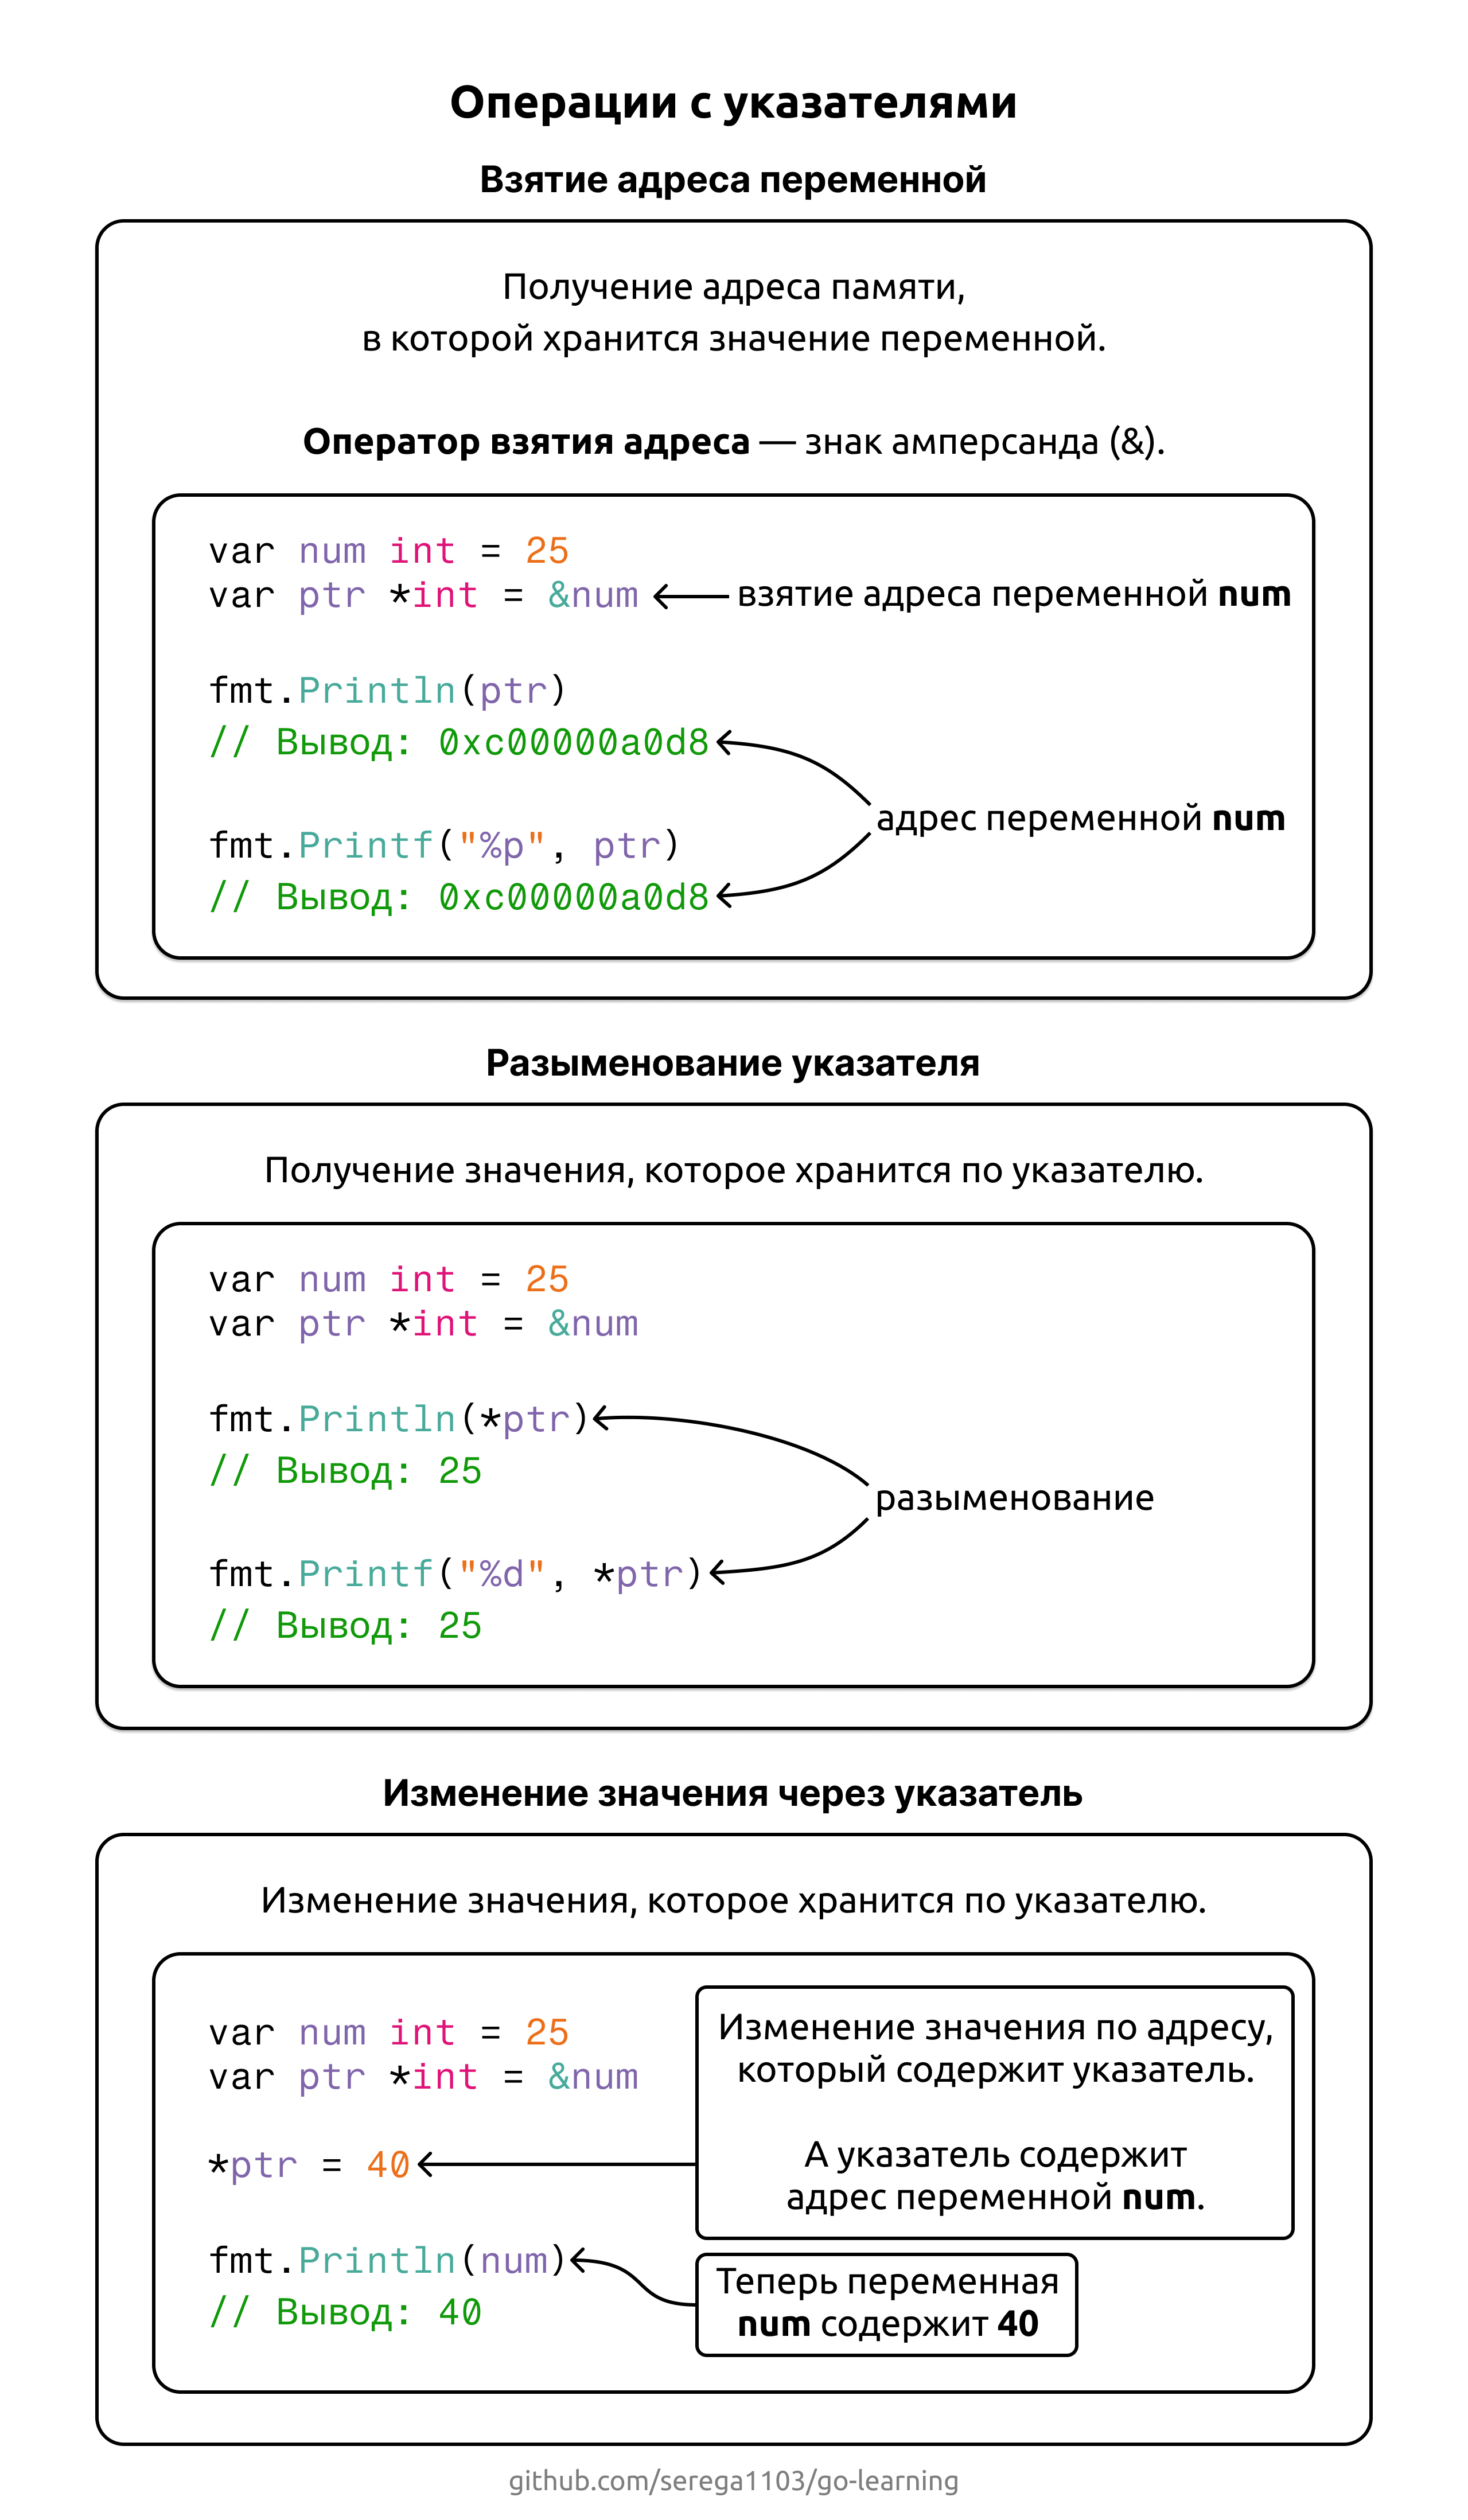 Операции с указателями
Взятие адреса переменной
Получение адреса памяти,
в которой хранится значение переменной.
Оператор взятия адреса — знак амперсанда (&).
var num int = 25
var ptr *int = &num
взятие адреса переменной num
fmt.Println(ptr)
// Вывод: 0xc00000a0d8
адрес переменной num
fmt.Printf("%p", ptr)
// Вывод: 0xc00000a0d8
Разыменование указателя
Получение значения, которое хранится по указателю.
var num int = 25
var ptr *int = &num
fmt.Println(*ptr)
// Вывод: 25
разыменование
fmt.Printf("%d", *ptr)
// Вывод: 25
Изменение значения через указатель
Изменение значения, которое хранится по указателю.
var num int = 25
var ptr *int = &num
*ptr = 40
Изменение значения по адресу,
который содержит указатель.
А указатель содержит
адрес переменной num.
fmt.Println(num)
// Вывод: 40
Теперь переменная
num содержит 40
github.com/serega1103/go-learning